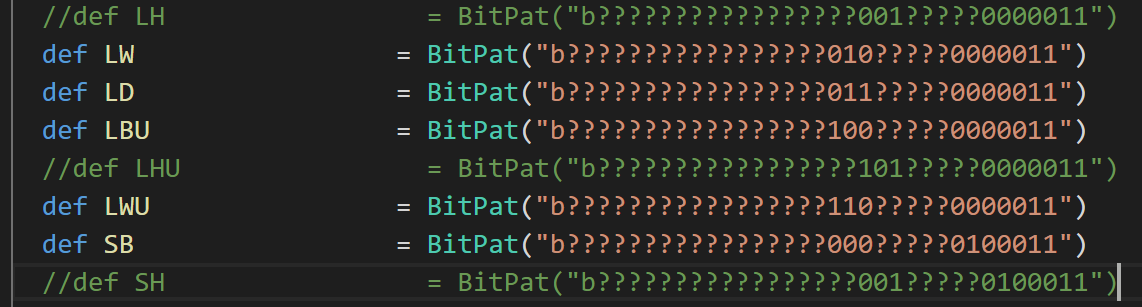 //def LH                 = BitPat("b?????????????????001?????0000011")
def LW                 = BitPat("b?????????????????010?????0000011")
def LD                 = BitPat("b?????????????????011?????0000011")
def LBU                = BitPat("b?????????????????100?????0000011")
//def LHU                = BitPat("b?????????????????101?????0000011")
def LWU                = BitPat("b?????????????????110?????0000011")
def SB                 = BitPat("b?????????????????000?????0100011")
//def SH                 = BitPat("b?????????????????001?????0100011")